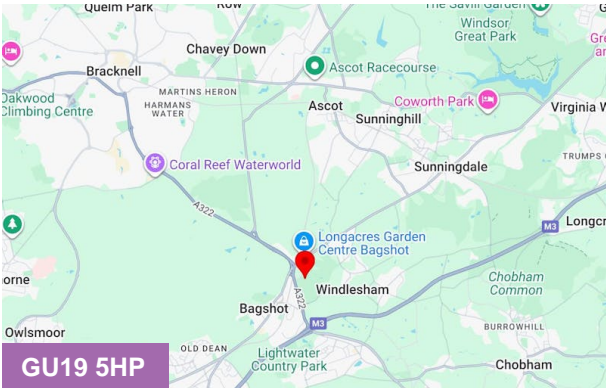 Quelm Park
The Savill Garden
Windsor
Great Park
Chavey Down
Ascot Racecourse
Bracknell
MARTINS HERON
Oakwood
Climbing Centre
HARMANS
WATER
Ascot
Coworth Park
Sunninghill
Virginia W
Coral Reef Waterworld
Sunningdale
TRUMPS
A322
M3
Longcr
Longacres Garden
Centre Bagshot
orne
A322
Windlesham
Chobham
Common
Bagshot
M3
Owlsmoor
OLD DEAN
BURROWHILL
Lightwater
Country Park
Chobham
GU19 5HP